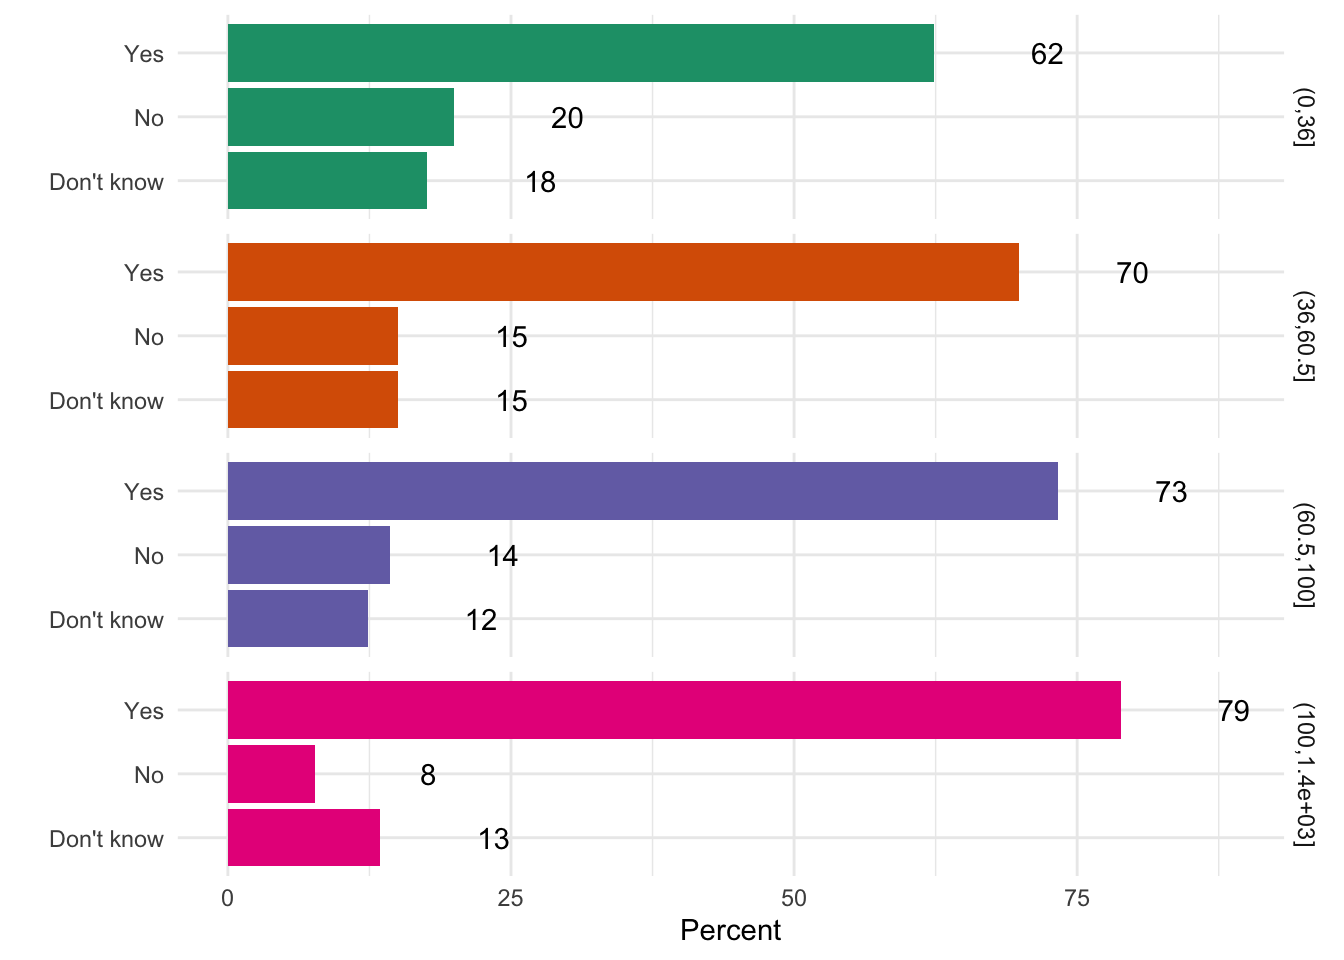 Yes 62
No 20
Don't know 18
(0,36]
Yes 70
No 15
Don't know 15
(36,60.5]
Yes 73
No 14
Don't know 12
(60.5,100]
Yes 79
No 8
Don't know 13
(100,1.4e+03]
0 25 50 75
Percent